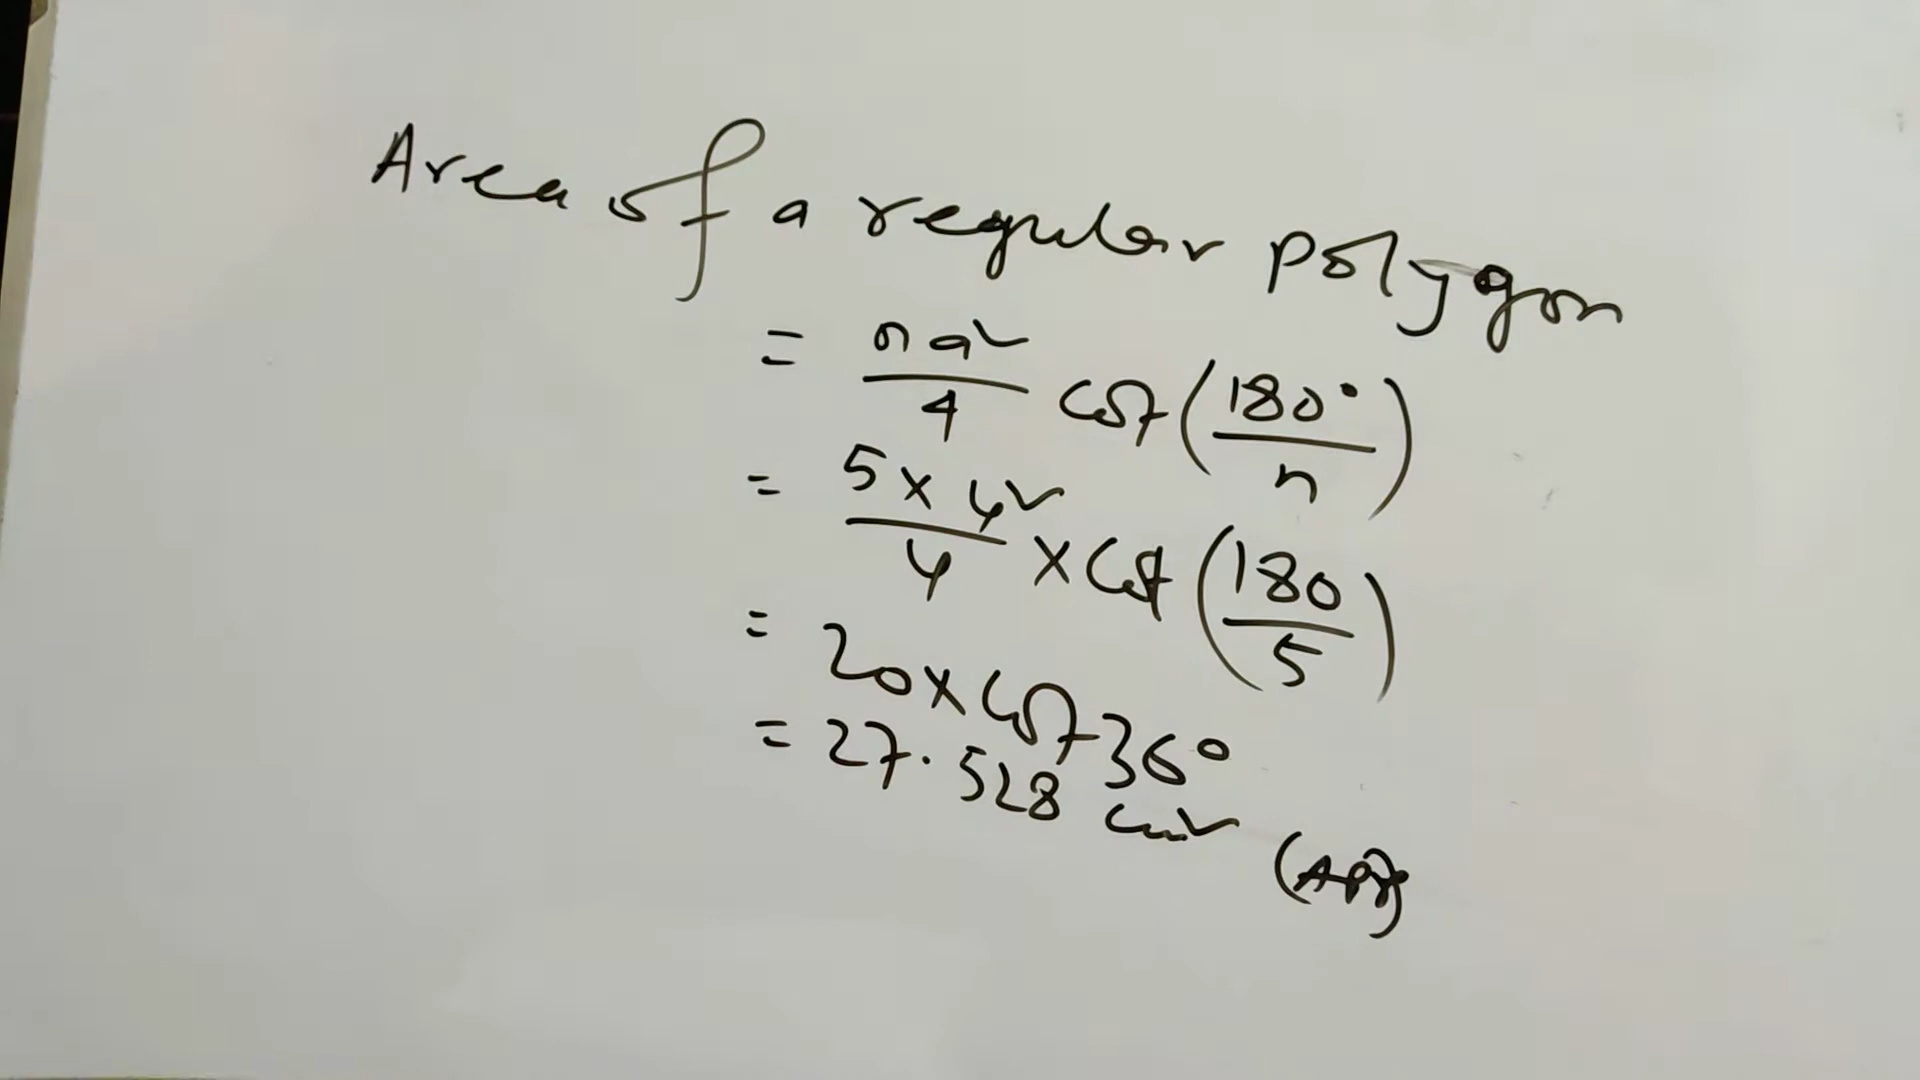 Area of a regular polygon
= na²/4 cot (180°/n)
= 5 × 4²/4 × cot (180/5)
= 20 × cot 36°
= 27.528 cm² (App)